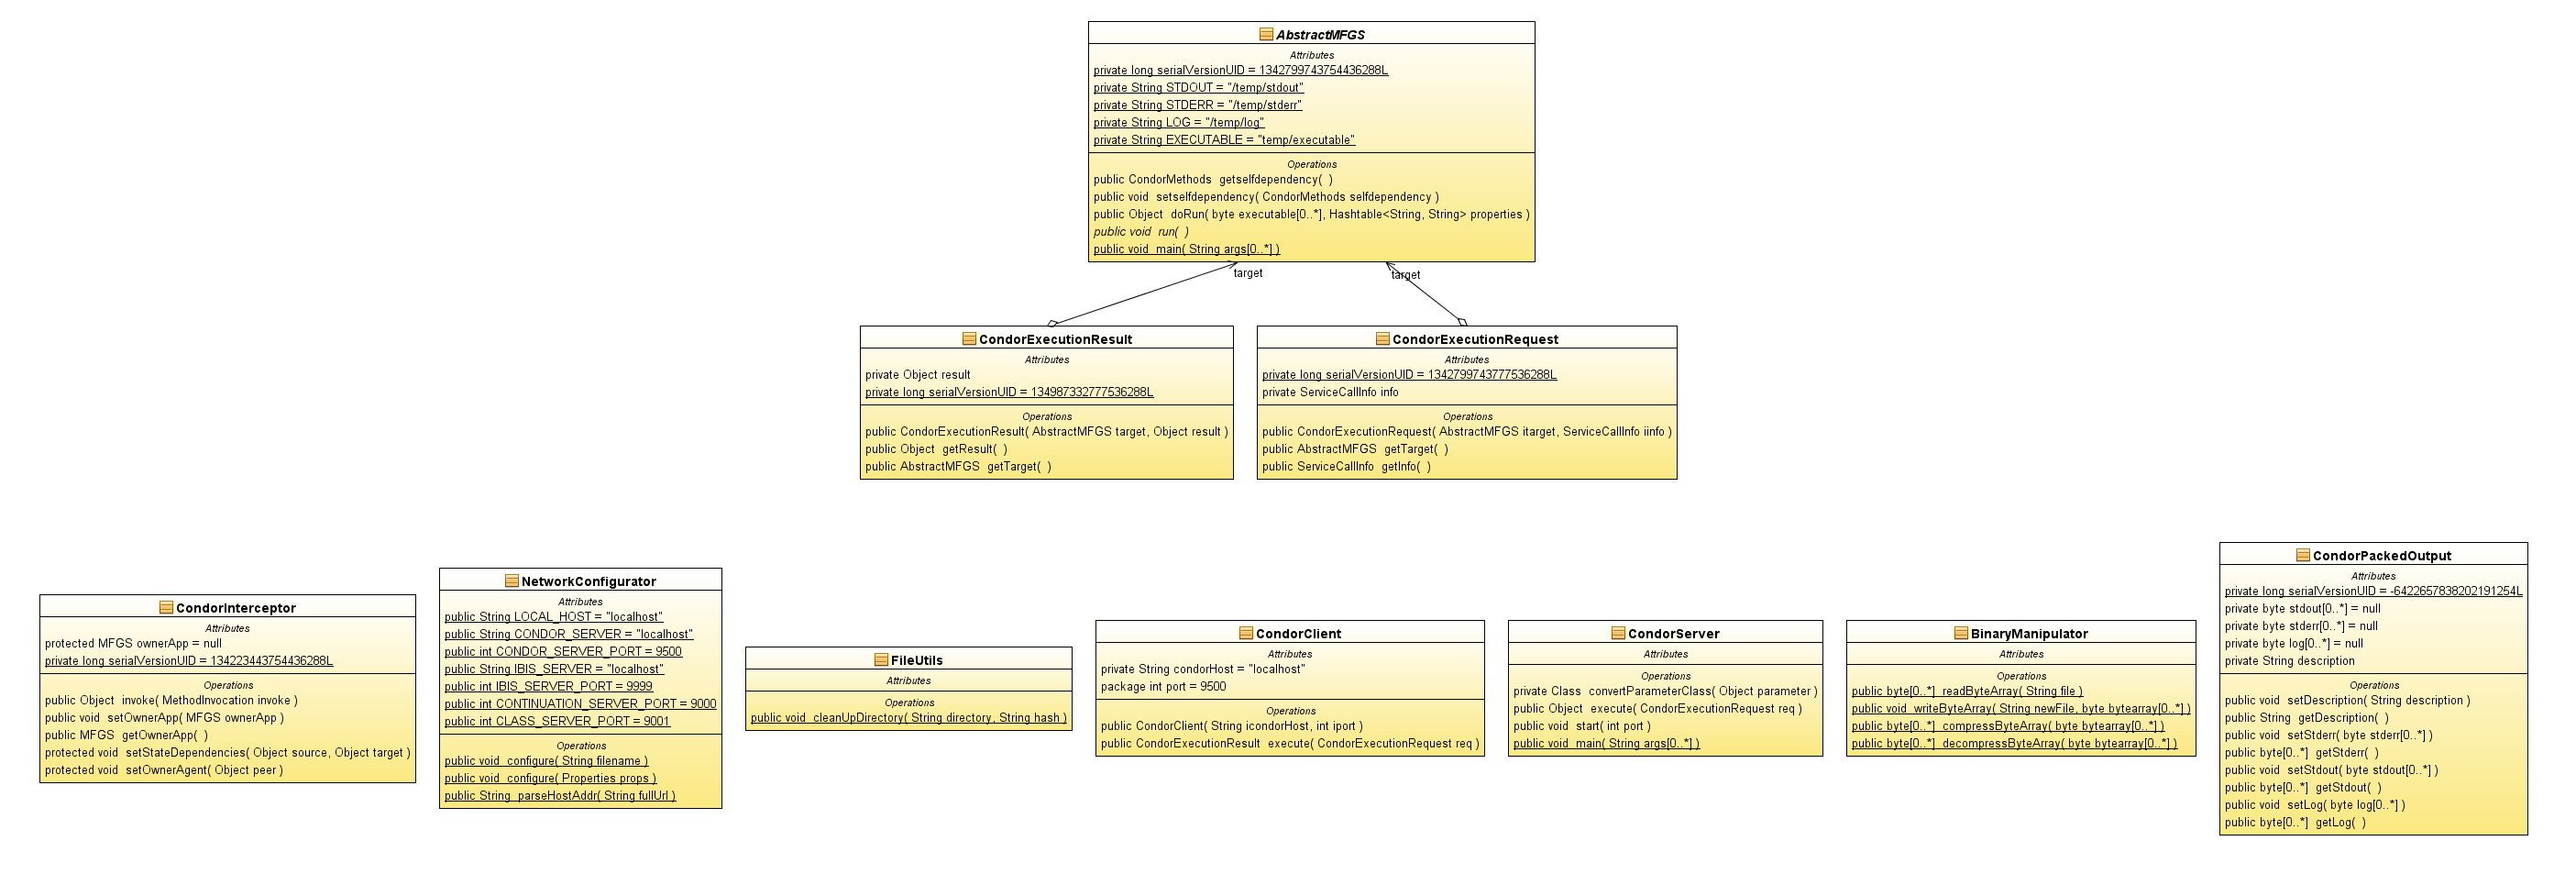 AbstractMFGS
Attributes
private long serialVersionUID = 1342799743754436288L
private String STDOUT = "/temp/stdout"
private String STDERR = "/temp/stderr"
private String LOG = "/temp/log"
private String EXECUTABLE = "temp/executable"
Operations
public CondorMethods getselfdependency( )
public void setselfdependency( CondorMethods selfdependency )
public Object doRun( byte executable[0..*], Hashtable<String, String> properties )
public void run( )
public void main( String args[0..*] )
target
target
CondorExecutionResult
Attributes
private Object result
private long serialVersionUID = 134987332777536288L
Operations
public CondorExecutionResult( AbstractMFGS target, Object result )
public Object getResult( )
public AbstractMFGS getTarget( )
CondorExecutionRequest
Attributes
private long serialVersionUID = 1342799743777536288L
private ServiceCallInfo info
Operations
public CondorExecutionRequest( AbstractMFGS itarget, ServiceCallInfo iinfo )
public AbstractMFGS getTarget( )
public ServiceCallInfo getInfo( )
CondorInterceptor
Attributes
protected MFGS ownerApp = null
private long serialVersionUID = 134223443754436288L
Operations
public Object invoke( MethodInvocation invoke )
public void setOwnerApp( MFGS ownerApp )
public MFGS getOwnerApp( )
protected void setStateDependencies( Object source, Object target )
protected void setOwnerAgent( Object peer )
NetworkConfigurator
Attributes
public String LOCAL_HOST = "localhost"
public String CONDOR_SERVER = "localhost"
public int CONDOR_SERVER_PORT = 9500
public String IBIS_SERVER = "localhost"
public int IBIS_SERVER_PORT = 9999
public int CONTINUATION_SERVER_PORT = 9000
public int CLASS_SERVER_PORT = 9001
Operations
public void configure( String filename )
public void configure( Properties props )
public String parseHostAddr( String fullUrl )
FileUtils
Attributes
Operations
public void cleanUpDirectory( String directory, String hash )
CondorClient
Attributes
private String condorHost = "localhost"
package int port = 9500
Operations
public CondorClient( String icondorHost, int iport )
public CondorExecutionResult execute( CondorExecutionRequest req )
CondorServer
Attributes
Operations
private Class convertParameterClass( Object parameter )
public Object execute( CondorExecutionRequest req )
public void start( int port )
public void main( String args[0..*] )
BinaryManipulator
Attributes
Operations
public byte[0..*] readByteArray( String file )
public void writeByteArray( String newFile, byte bytearray[0..*] )
public byte[0..*] compressByteArray( byte bytearray[0..*] )
public byte[0..*] decompressByteArray( byte bytearray[0..*] )
CondorPackedOutput
Attributes
private long serialVersionUID = -6422657838202191254L
private byte stdout[0..*] = null
private byte stderr[0..*] = null
private byte log[0..*] = null
private String description
Operations
public void setDescription( String description )
public String getDescription( )
public void setStderr( byte stderr[0..*] )
public byte[0..*] getStderr( )
public void setStdout( byte stdout[0..*] )
public byte[0..*] getStdout( )
public void setLog( byte log[0..*] )
public byte[0..*] getLog( )